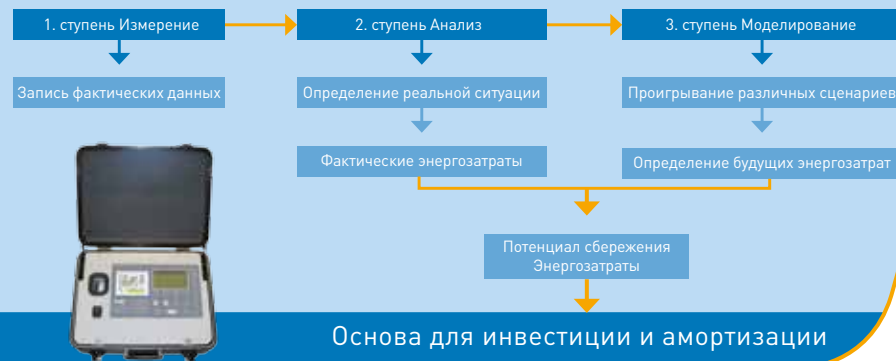 1. ступень Измерение
2. ступень Анализ
3. ступень Моделирование
Запись фактических данных
Определение реальной ситуации
Проигрывание различных сценариев
Фактические энергозатраты
Определение будущих энергозатрат
Потенциал сбережения
Энергозатраты
Основа для инвестиции и амортизации